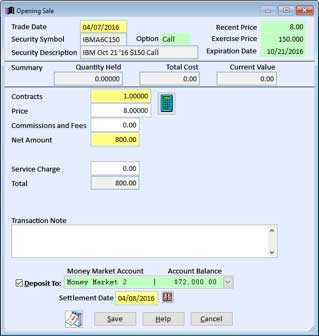 Opening Sale
Trade Date 04/07/2016 Recent Price 8.00
Security Symbol IBMA6C150 Option Call Exercise Price 150.000
Security Description IBM Oct 21 '16 $150 Call Expiration Date 10/21/2016
Summary Quantity Held Total Cost Current Value
0.00000 0.00 0.00
Contracts 1.00000
Price 8.00000
Commissions and Fees 0.00
Net Amount 800.00
Service Charge 0.00
Total 800.00
Transaction Note
Money Market Account Account Balance
Deposit To: Money Market 2 | $72,000.00
Settlement Date 04/08/2016
Save Help Cancel